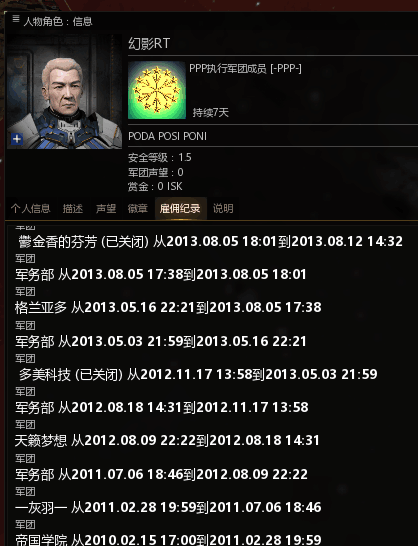 人物角色：信息
幻影RT
PPP执行军团成员 [-PPP-]
持续7天
PODA POSI PONI
安全等级：1.5
军团声望：0
赏金：0 ISK
个人信息 描述 声望 徽章 雇佣纪录 说明
军团
鬱金香的芬芳 (已关闭) 从2013.08.05 18:01到2013.08.12 14:32
军团
军务部 从2013.08.05 17:38到2013.08.05 18:01
军团
格兰亚多 从2013.05.16 22:21到2013.08.05 17:38
军团
军务部 从2013.05.03 21:59到2013.05.16 22:21
军团
多美科技 (已关闭) 从2012.11.17 13:58到2013.05.03 21:59
军团
军务部 从2012.08.18 14:31到2012.11.17 13:58
军团
天籁梦想 从2012.08.09 22:22到2012.08.18 14:31
军团
军务部 从2011.07.06 18:46到2012.08.09 22:22
军团
一灰羽一 从2011.02.28 19:59到2011.07.06 18:46
军团
帝国学院 从2010.02.15 17:00到2011.02.28 19:59